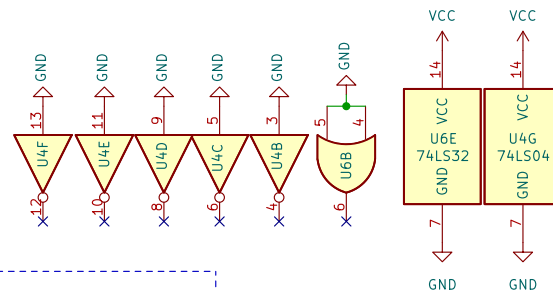 VCC VCC
GND GND GND GND GND GND
13 11 9 5 3 5 4 14 14
U4F U4E U4D U4C U4B U6B
VCC VCC
U6E U4G
74LS32 74LS04
GND GND
12 10 8 6 4 6 7 7
GND GND